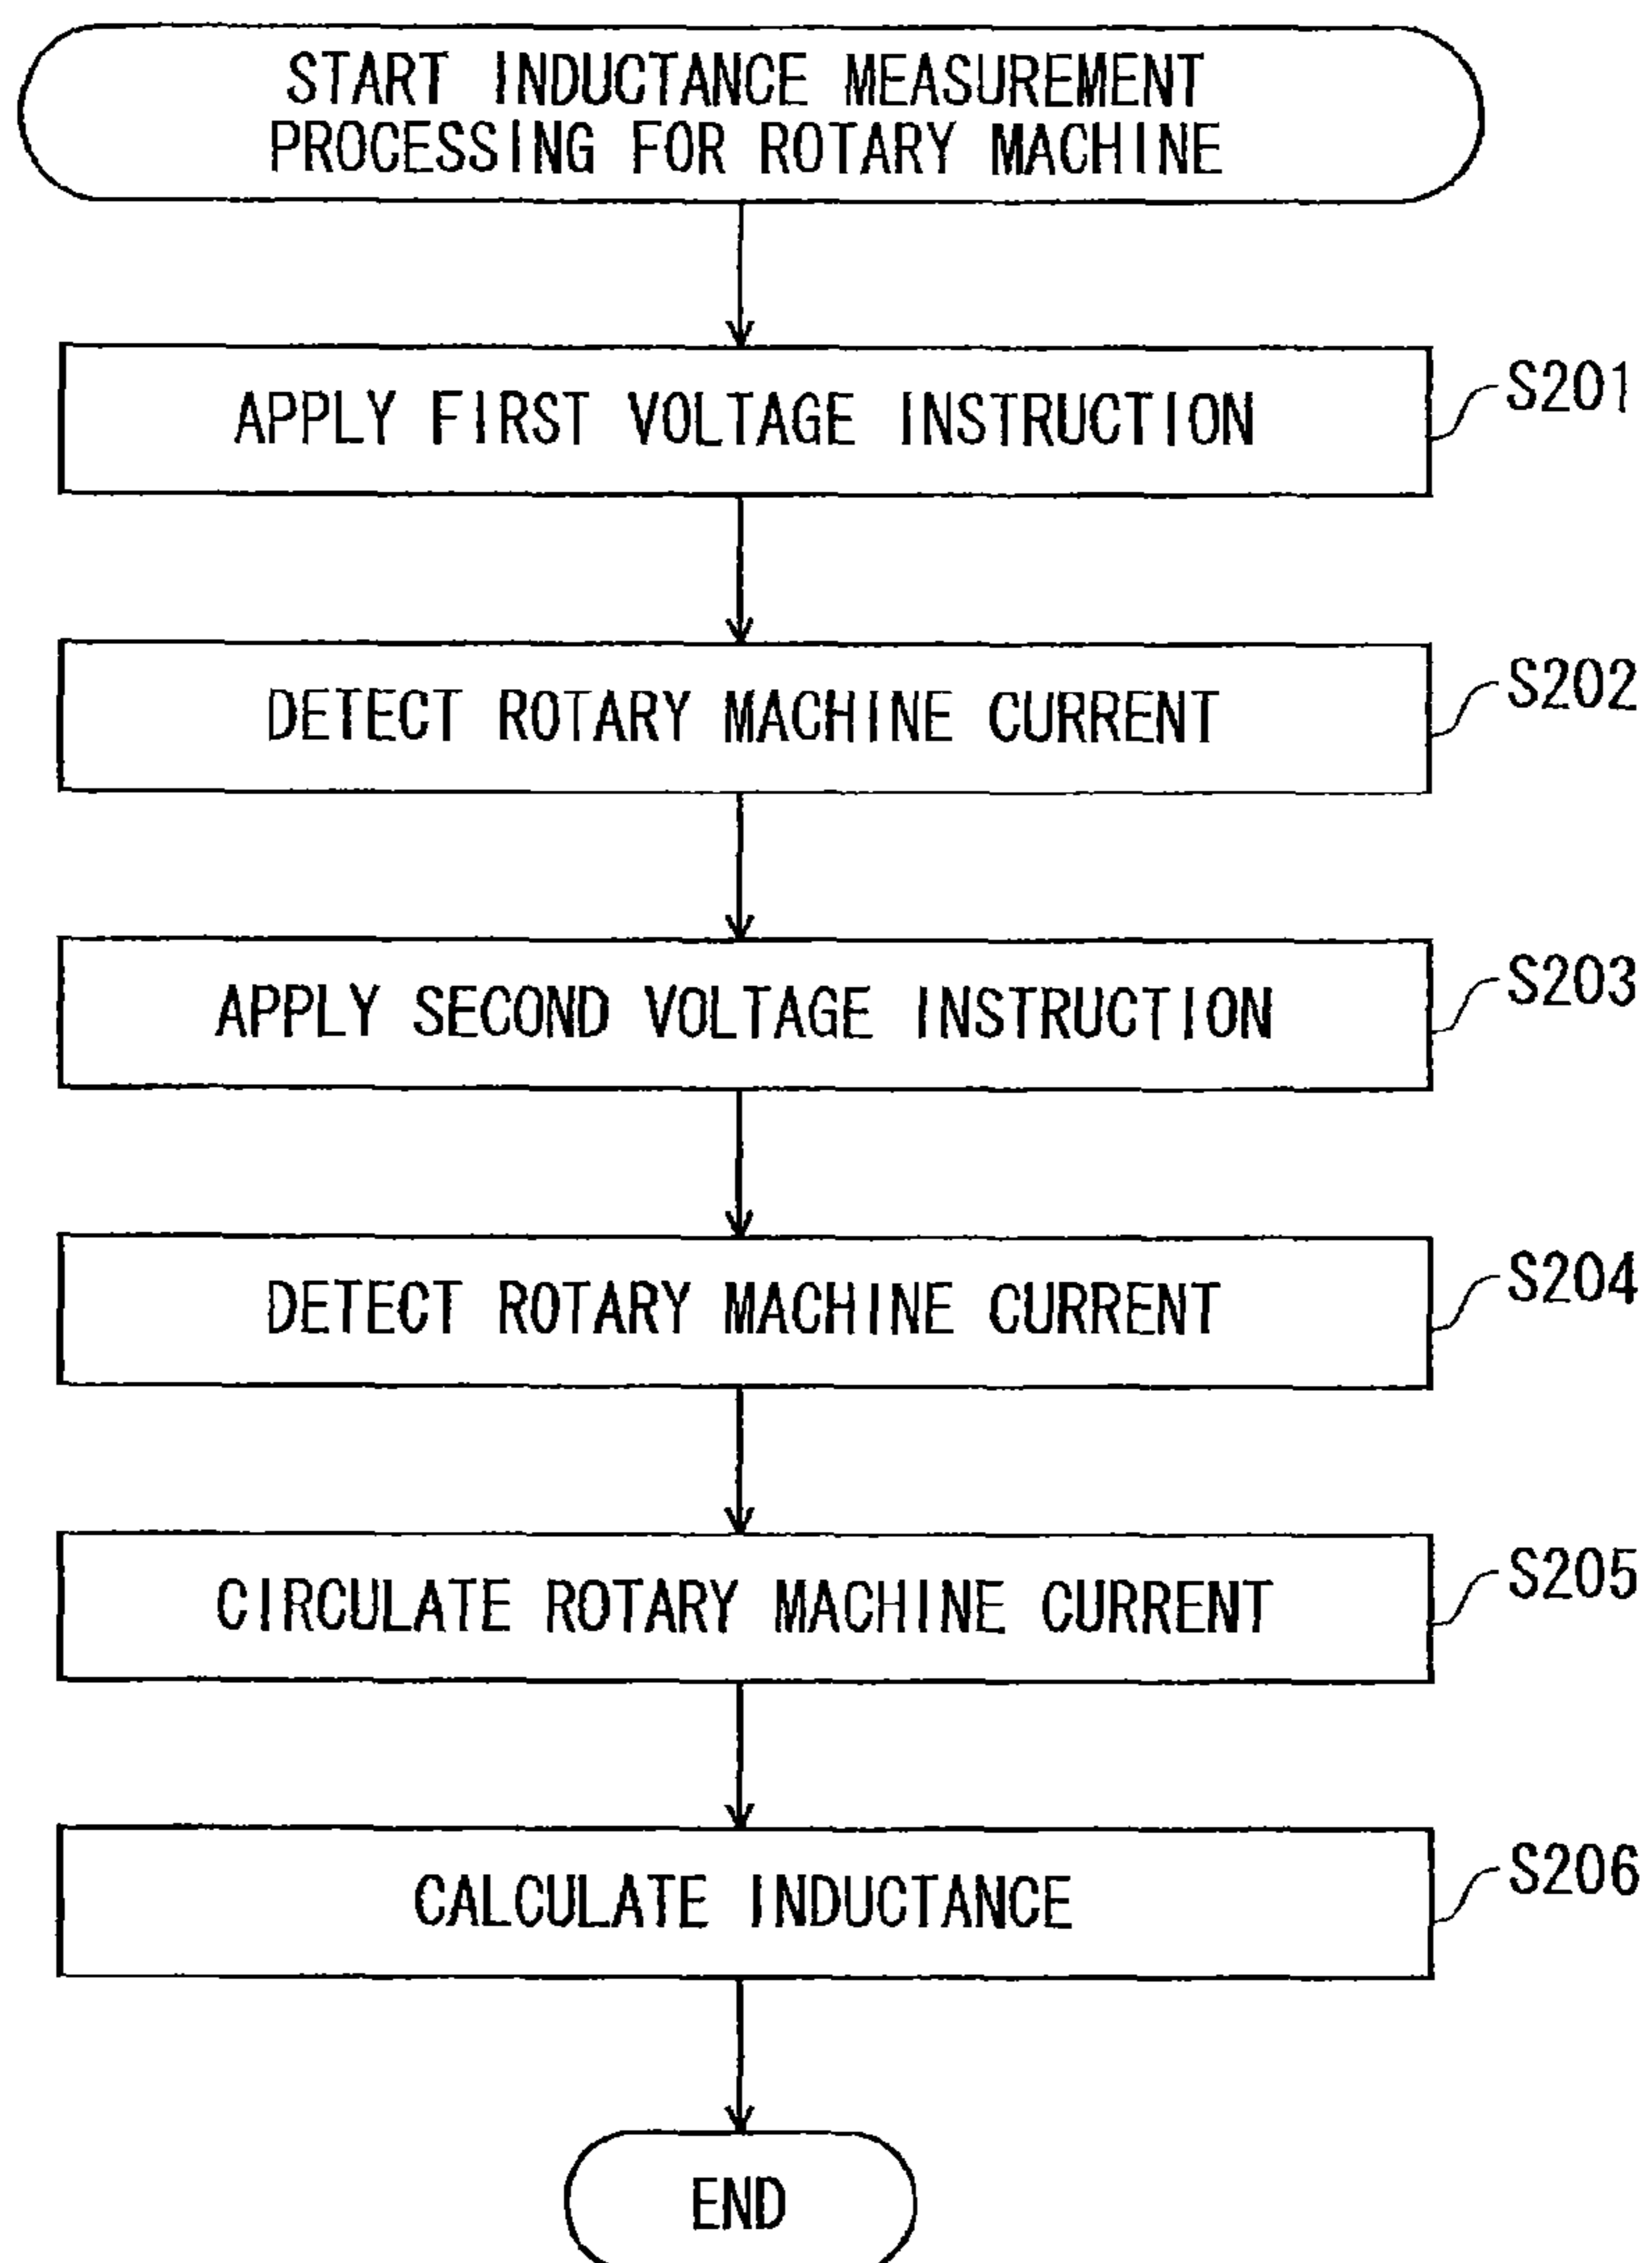 START INDUCTANCE MEASUREMENT
PROCESSING FOR ROTARY MACHINE
APPLY FIRST VOLTAGE INSTRUCTION
S201
DETECT ROTARY MACHINE CURRENT
S202
APPLY SECOND VOLTAGE INSTRUCTION
S203
DETECT ROTARY MACHINE CURRENT
S204
CIRCULATE ROTARY MACHINE CURRENT
S205
CALCULATE INDUCTANCE
S206
END